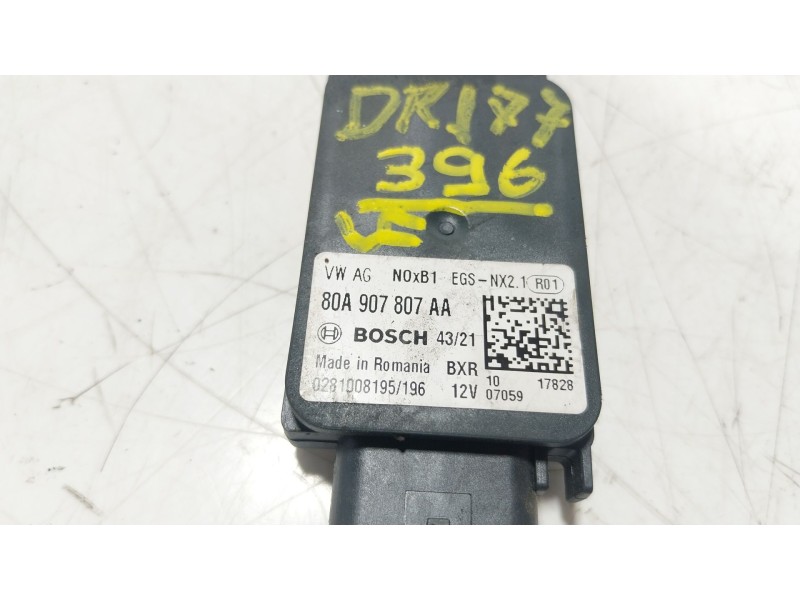 DR177
396
VW AG NOxB1 EGS-NX2.1 R01
80A 907 807 AA
BOSCH 43/21
Made in Romania BXR
0281008195/196 12V
10 17828
07059